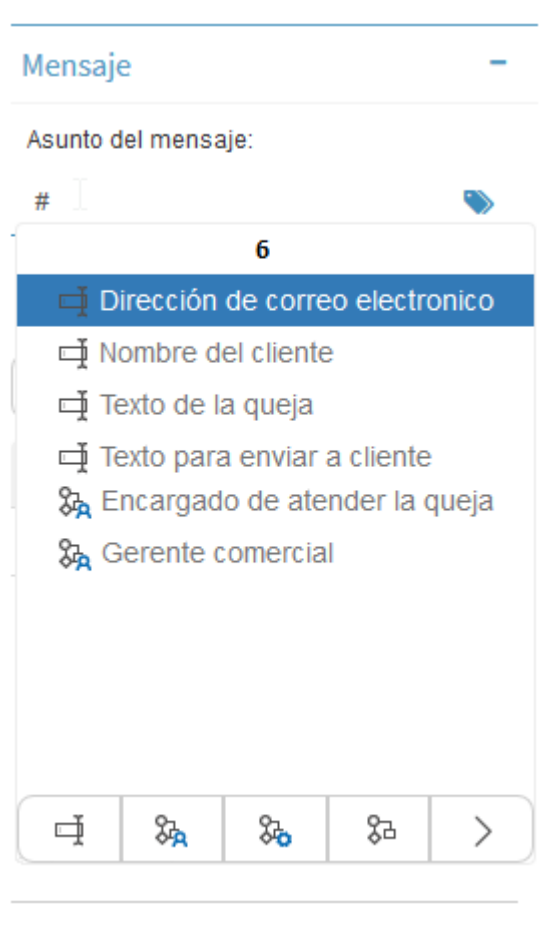 Mensaje
Asunto del mensaje:
#
6
Dirección de correo electronico
Nombre del cliente
Texto de la queja
Texto para enviar a cliente
Encargado de atender la queja
Gerente comercial